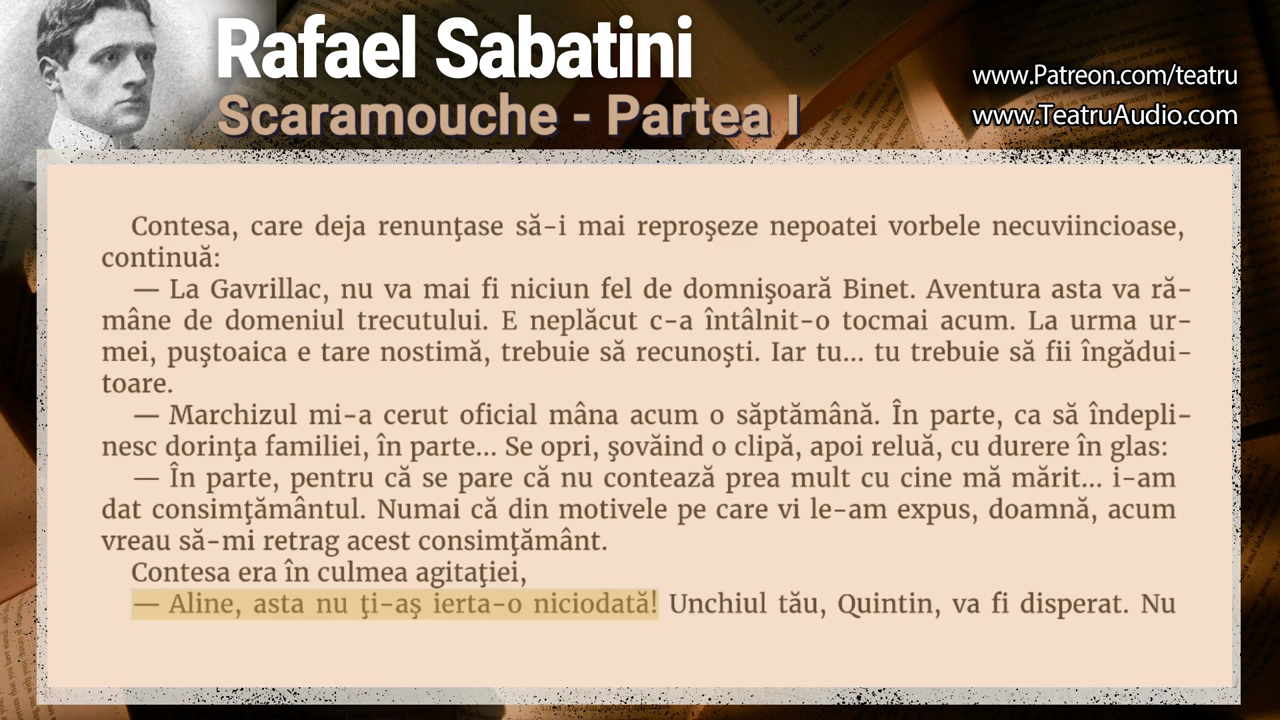 Rafael Sabatini
Scaramouche - Partea I
www.Patreon.com/teatru
www.TeatruAudio.com
Contesa, care deja renunţase să-i mai reproşeze nepoatei vorbele necuviincioase,
continuă:
— La Gavrillac, nu va mai fi niciun fel de domnişoară Binet. Aventura asta va ră-
mâne de domeniul trecutului. E neplăcut c-a întâlnit-o tocmai acum. La urma ur-
mei, puştoaica e tare nostimă, trebuie să recunoşti. Iar tu... tu trebuie să fii îngădui-
toare.
— Marchizul mi-a cerut oficial mâna acum o săptămână. În parte, ca să îndepli-
nesc dorinţa familiei, în parte... Se opri, şovăind o clipă, apoi reluă, cu durere în glas:
— În parte, pentru că se pare că nu contează prea mult cu cine mă mărit... i-am
dat consimţământul. Numai că din motivele pe care vi le-am expus, doamnă, acum
vreau să-mi retrag acest consimţământ.
Contesa era în culmea agitaţiei,
— Aline, asta nu ţi-aş ierta-o niciodată! Unchiul tău, Quintin, va fi disperat. Nu